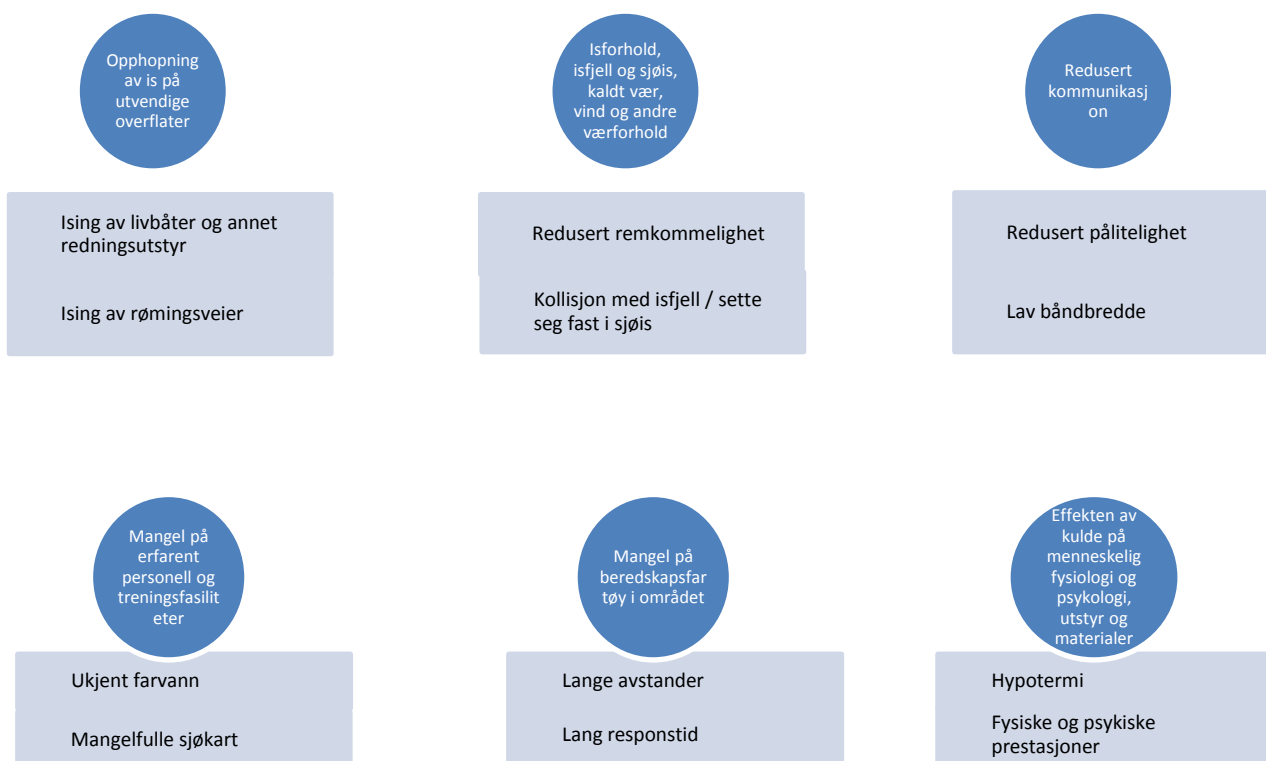 Opphopning
av is på
utvendige
overflater
Ising av livbåter og annet
redningsutstyr
Ising av rømingsveier
Isforhold,
isfjell og sjøis,
kaldt vær,
vind og andre
værforhold
Redusert remkommelighet
Kollisjon med isfjell / sette
seg fast i sjøis
Redusert
kommunikasj
on
Redusert pålitelighet
Lav båndbredde
Mangel på
erfarent
personell og
treningsfasilit
eter
Ukjent farvann
Mangelfulle sjøkart
Mangel på
beredskapsfar
tøy i området
Lange avstander
Lang responstid
Effekten av
kulde på
menneskelig
fysiologi og
psykologi,
utstyr og
materialer
Hypotermi
Fysiske og psykiske
prestasjoner